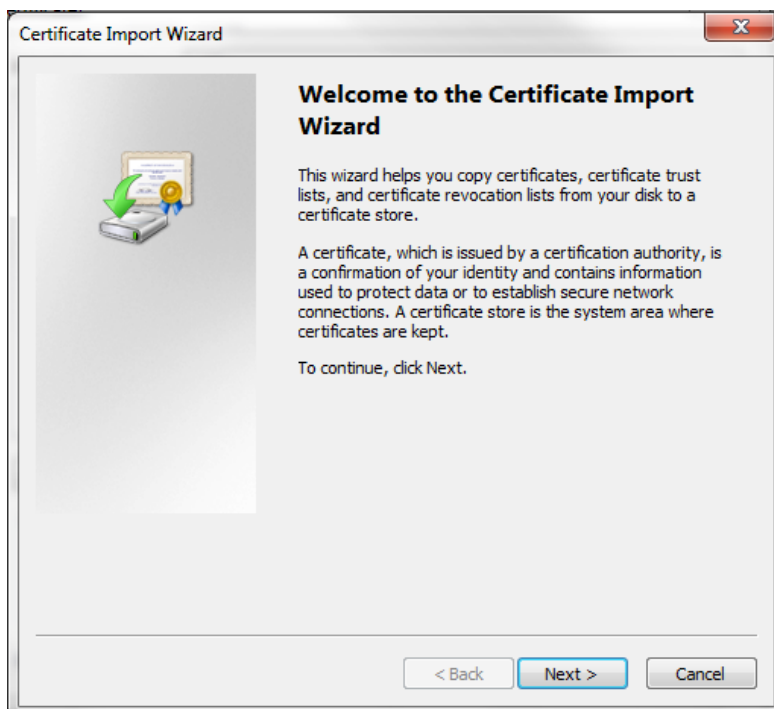 Certificate Import Wizard
X
Welcome to the Certificate Import
Wizard
This wizard helps you copy certificates, certificate trust
lists, and certificate revocation lists from your disk to a
certificate store.
A certificate, which is issued by a certification authority, is
a confirmation of your identity and contains information
used to protect data or to establish secure network
connections. A certificate store is the system area where
certificates are kept.
To continue, click Next.
< Back Next > Cancel